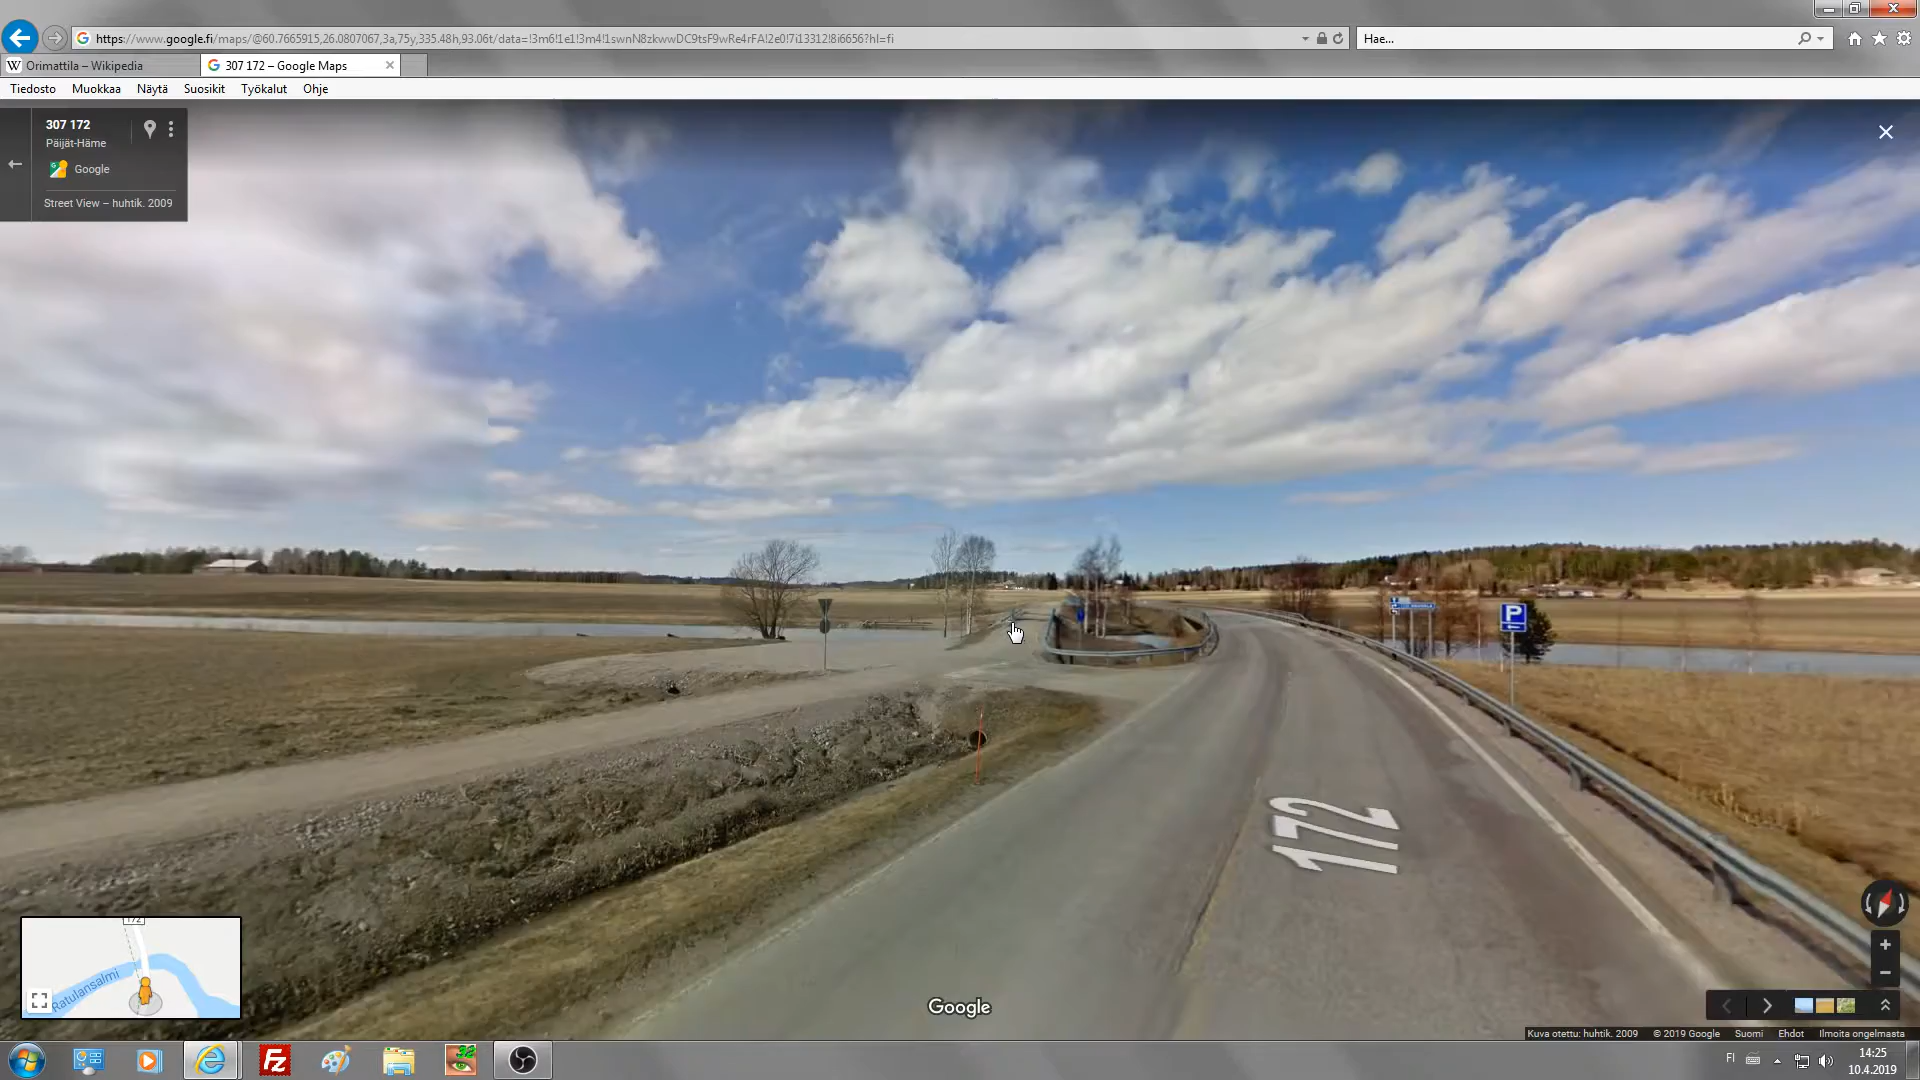 https://www.google.fi/maps/@60.7665915,26.0807067,3a,75y,335.48h,93.06t/data=!3m6!1e1!3m4!1swnN8zkwwDC9tsF9wRe4rFA!2e0!7i13312!8i6656?hl=fi
Hae...
W Orimattila – Wikipedia
307 172 – Google Maps
Tiedosto Muokkaa Näytä Suosikit Työkalut Ohje
307 172
Päijät-Häme
Google
Street View – huhtik. 2009
P
172
172
Ratulansalmi
Google
Kuva otettu: huhtik. 2009 © 2019 Google Suomi Ehdot Ilmoita ongelmasta
Fz
32
FI
14:25
10.4.2019